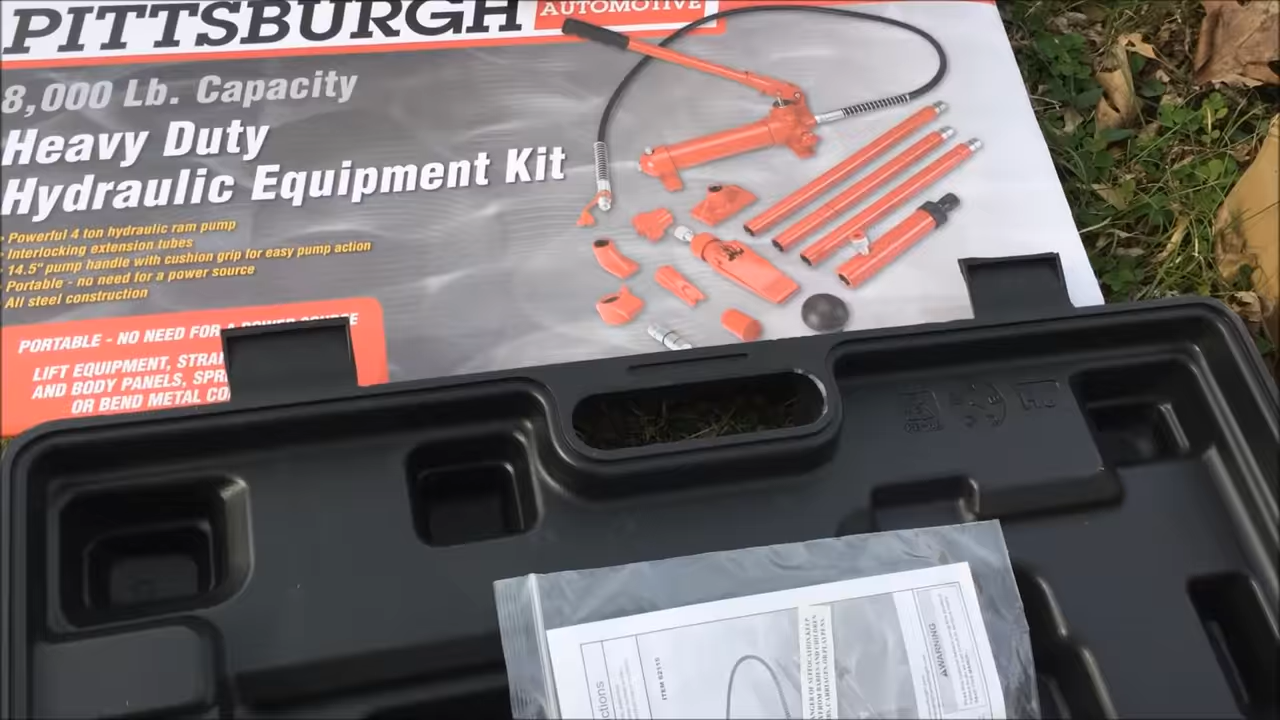 PITTSBURGH
AUTOMOTIVE
8,000 Lb. Capacity
Heavy Duty
Hydraulic Equipment Kit
• Powerful 4 ton hydraulic ram pump
• Interlocking extension tubes
• 14.5" pump handle with cushion grip for easy pump action
• Portable - no need for a power source
• All steel construction
PORTABLE - NO NEED FOR A POWER SOURCE
LIFT EQUIPMENT,
AND BODY PANELS,
OR BEND METAL
ITEM 62115
WARNING